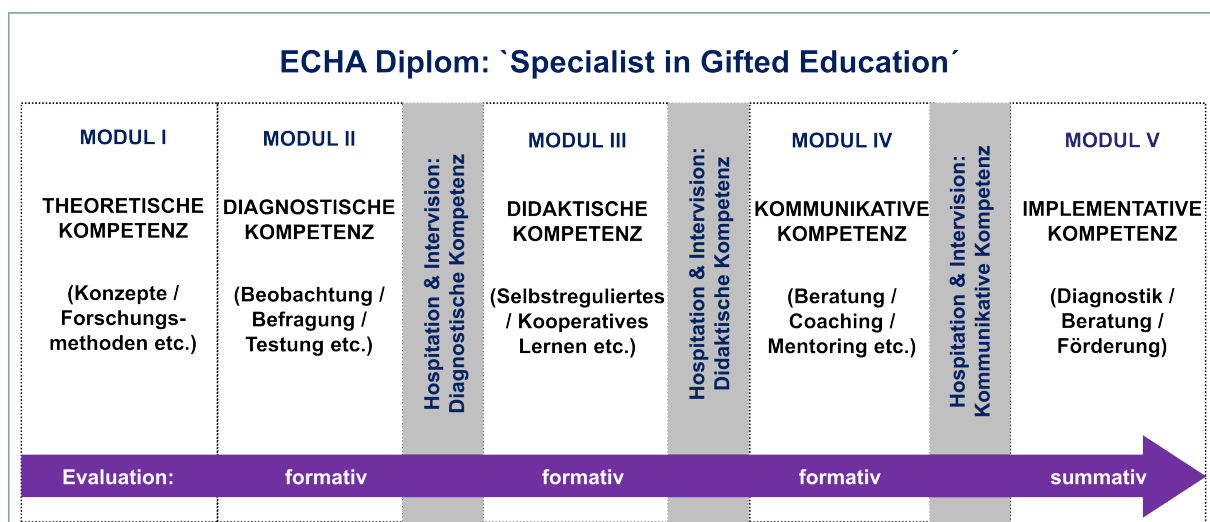 ECHA Diplom: `Specialist in Gifted Education´
MODUL I
THEORETISCHE
KOMPETENZ
(Konzepte /
Forschungs-
methoden etc.)
MODUL II
DIAGNOSTISCHE
KOMPETENZ
(Beobachtung /
Befragung /
Testung etc.)
Hospitation & Intervision:
Diagnostische Kompetenz
MODUL III
DIDAKTISCHE
KOMPETENZ
(Selbstreguliertes
/ Kooperatives
Lernen etc.)
Hospitation & Intervision:
Didaktische Kompetenz
MODUL IV
KOMMUNIKATIVE
KOMPETENZ
(Beratung /
Coaching /
Mentoring etc.)
Hospitation & Intervision:
Kommunikative Kompetenz
MODUL V
IMPLEMENTATIVE
KOMPETENZ
(Diagnostik /
Beratung /
Förderung)
Evaluation: formativ formativ formativ summativ